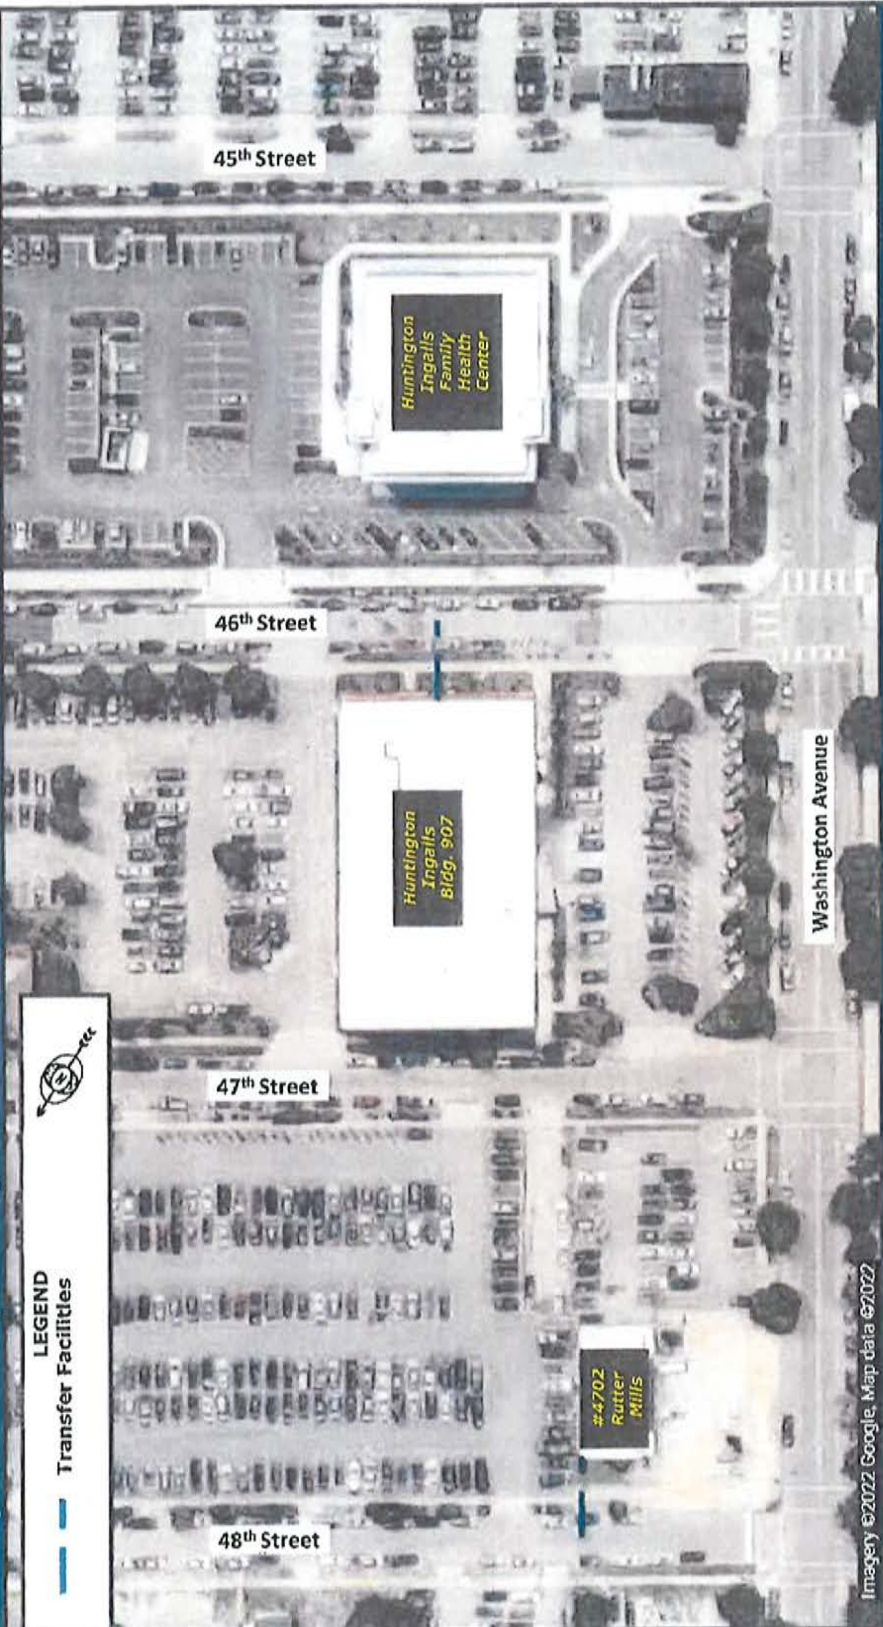 45th Street
Huntington
Ingalls
Family
Health
Center
46th Street
Huntington
Ingalls
Bldg. 907
Washington Avenue
47th Street
LEGEND
Transfer Facilities
N
#4702
Rutter
Mills
48th Street
Imagery ©2022 Google, Map data ©2022